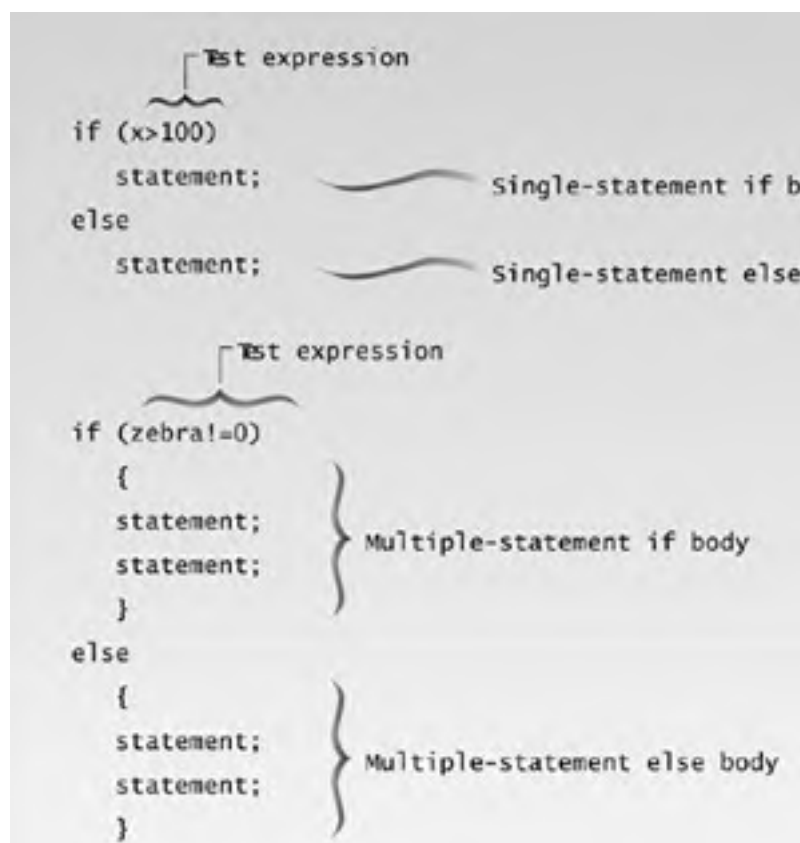 Test expression
if (x>100)
statement; Single-statement if b
else
statement; Single-statement else
Test expression
if (zebra!=0)
{
statement;
statement;
} Multiple-statement if body
else
{
statement;
statement;
} Multiple-statement else body